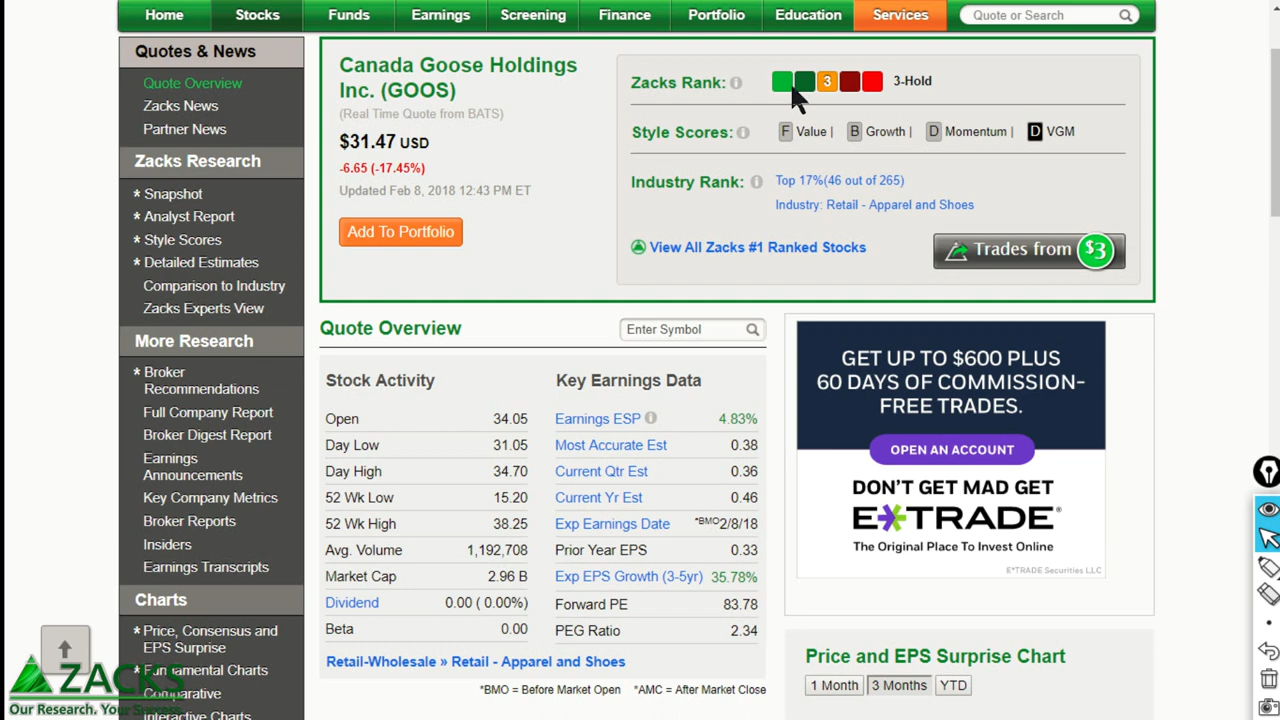 Home Stocks Funds Earnings Screening Finance Portfolio Education Services Quote or Search
Quotes & News
Quote Overview
Zacks News
Partner News
Zacks Research
* Snapshot
* Analyst Report
* Style Scores
* Detailed Estimates
Comparison to Industry
Zacks Experts View
More Research
* Broker
Recommendations
Full Company Report
Broker Digest Report
Earnings
Announcements
Key Company Metrics
Broker Reports
Insiders
Earnings Transcripts
Charts
* Price, Consensus and
EPS Surprise
* Fundamental Charts
* Comparative
Interactive Charts
ZACKS
Our Research. Your Success.
Canada Goose Holdings
Inc. (GOOS)
(Real Time Quote from BATS)
$31.47 USD
-6.65 (-17.45%)
Updated Feb 8, 2018 12:43 PM ET
Add To Portfolio
Zacks Rank: 3 3-Hold
Style Scores: F Value | B Growth | D Momentum | D VGM
Industry Rank: Top 17%(46 out of 265)
Industry: Retail - Apparel and Shoes
View All Zacks #1 Ranked Stocks
Trades from $3
Quote Overview
Enter Symbol
Stock Activity
Open 34.05
Day Low 31.05
Day High 34.70
52 Wk Low 15.20
52 Wk High 38.25
Avg. Volume 1,192,708
Market Cap 2.96 B
Dividend 0.00 ( 0.00%)
Beta 0.00
Key Earnings Data
Earnings ESP 4.83%
Most Accurate Est 0.38
Current Qtr Est 0.36
Current Yr Est 0.46
Exp Earnings Date *BMO2/8/18
Prior Year EPS 0.33
Exp EPS Growth (3-5yr) 35.78%
Forward PE 83.78
PEG Ratio 2.34
Retail-Wholesale » Retail - Apparel and Shoes
*BMO = Before Market Open *AMC = After Market Close
GET UP TO $600 PLUS
60 DAYS OF COMMISSION-
FREE TRADES.
OPEN AN ACCOUNT
DON'T GET MAD GET
E*TRADE®
The Original Place To Invest Online
E*TRADE Securities LLC
Price and EPS Surprise Chart
1 Month 3 Months YTD